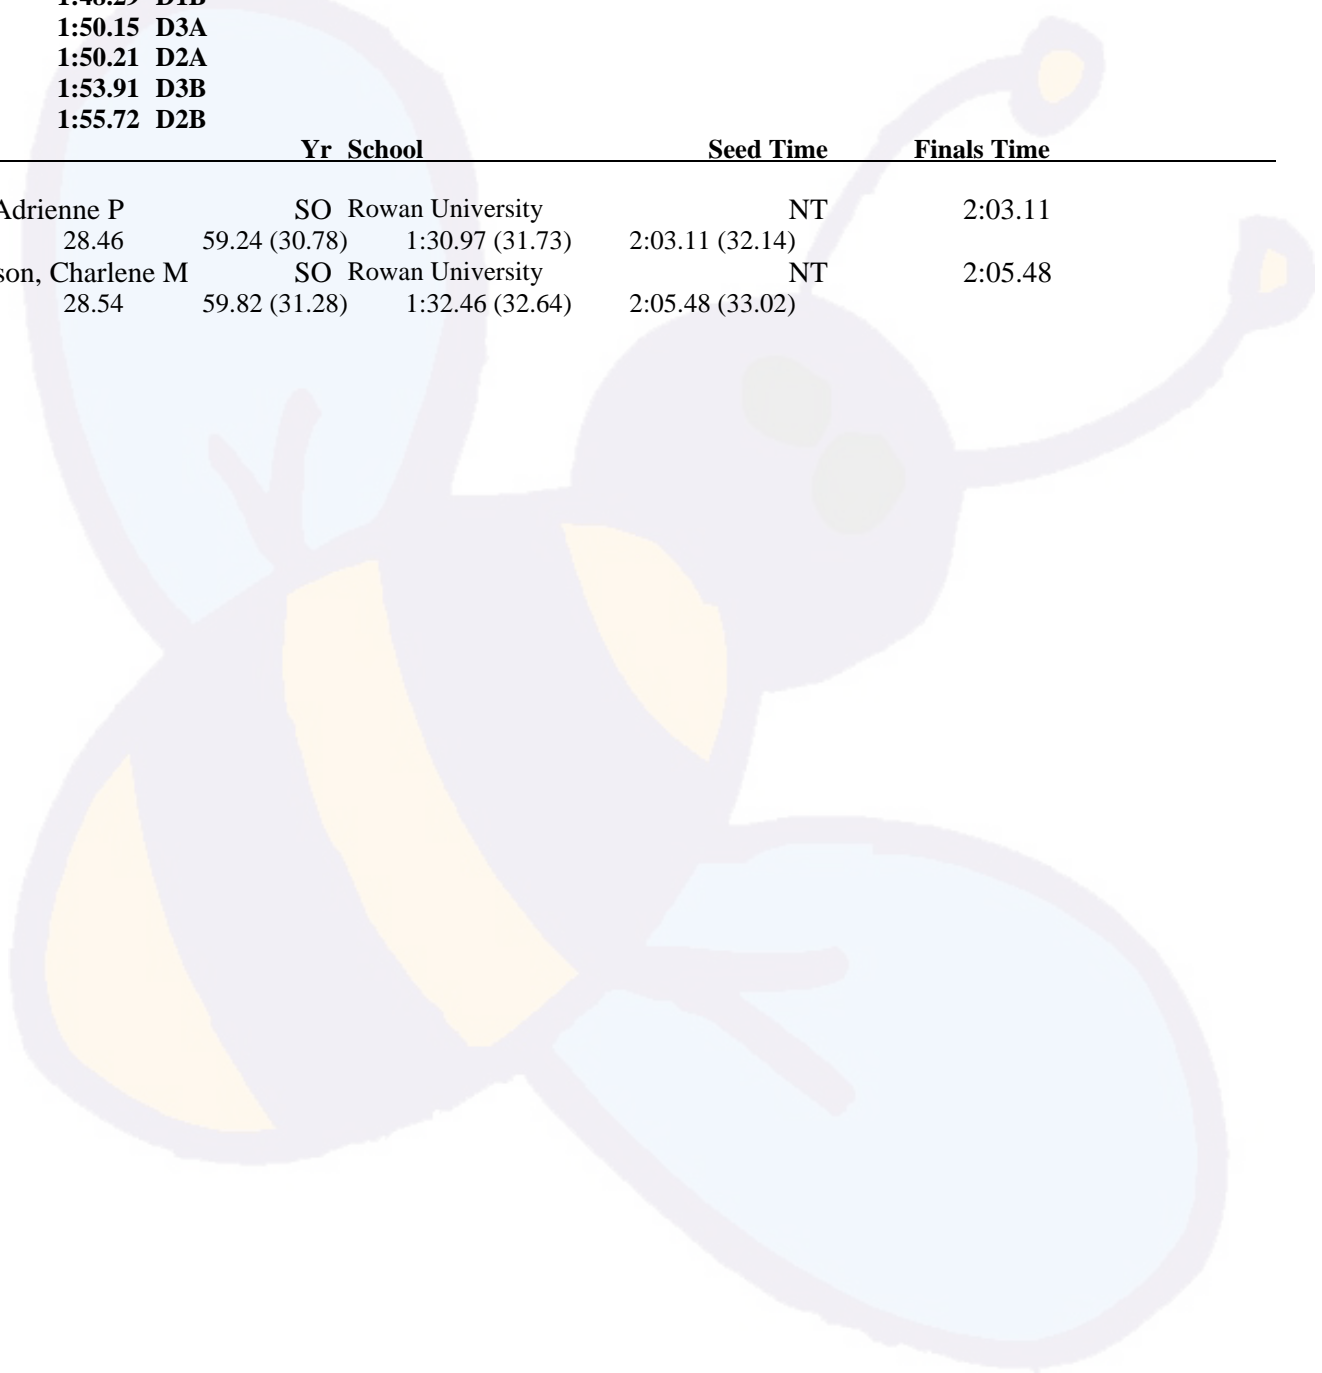 1:50.15 D3A
1:50.21 D2A
1:53.91 D3B
1:55.72 D2B
Yr School Seed Time Finals Time
Adrienne P SO Rowan University NT 2:03.11
28.46 59.24 (30.78) 1:30.97 (31.73) 2:03.11 (32.14)
son, Charlene M SO Rowan University NT 2:05.48
28.54 59.82 (31.28) 1:32.46 (32.64) 2:05.48 (33.02)